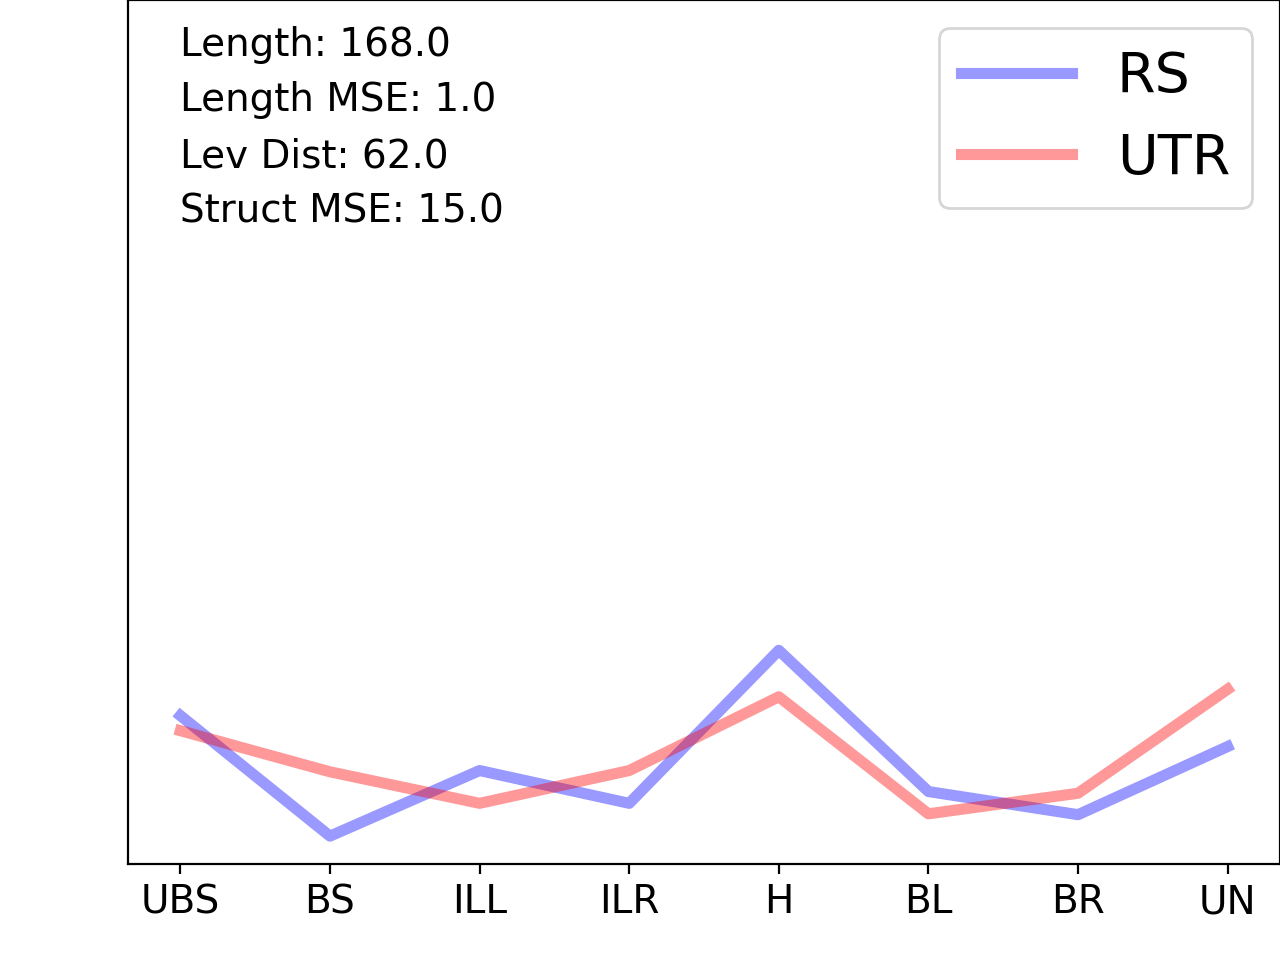 Length: 168.0
Length MSE: 1.0
Lev Dist: 62.0
Struct MSE: 15.0
RS
UTR
UBS BS ILL ILR H BL BR UN